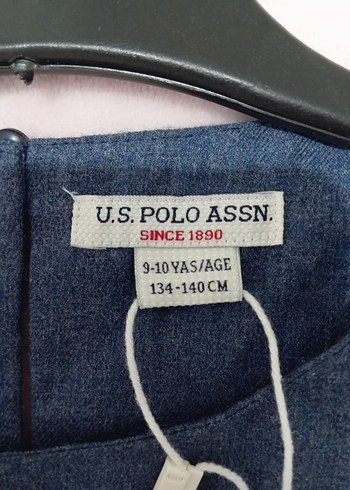 U.S. POLO ASSN.
SINCE 1890
9-10 YAS/AGE
134-140 CM